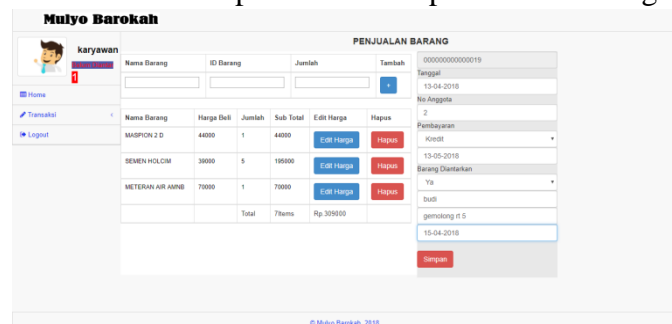 Mulyo Barokah
karyawan
1
Home
Transaksi
Logout
PENJUALAN BARANG
Nama Barang ID Barang Jumlah Tambah
+
Nama Barang Harga Beli Jumlah Sub Total Edit Harga Hapus
MASPION 2 D 44000 1 44000 Edit Harga Hapus
SEMEN HOLCIM 39000 5 195000 Edit Harga Hapus
METERAN AIR AMNB 70000 1 70000 Edit Harga Hapus
Total 7Items Rp.309000
000000000000019
Tanggal
13-04-2018
No Anggota
2
Pembayaran
Kredit
13-05-2018
Barang Diantarkan
Ya
budi
gemolong rt 5
15-04-2018
Simpan
© Mulyo Barokah, 2018